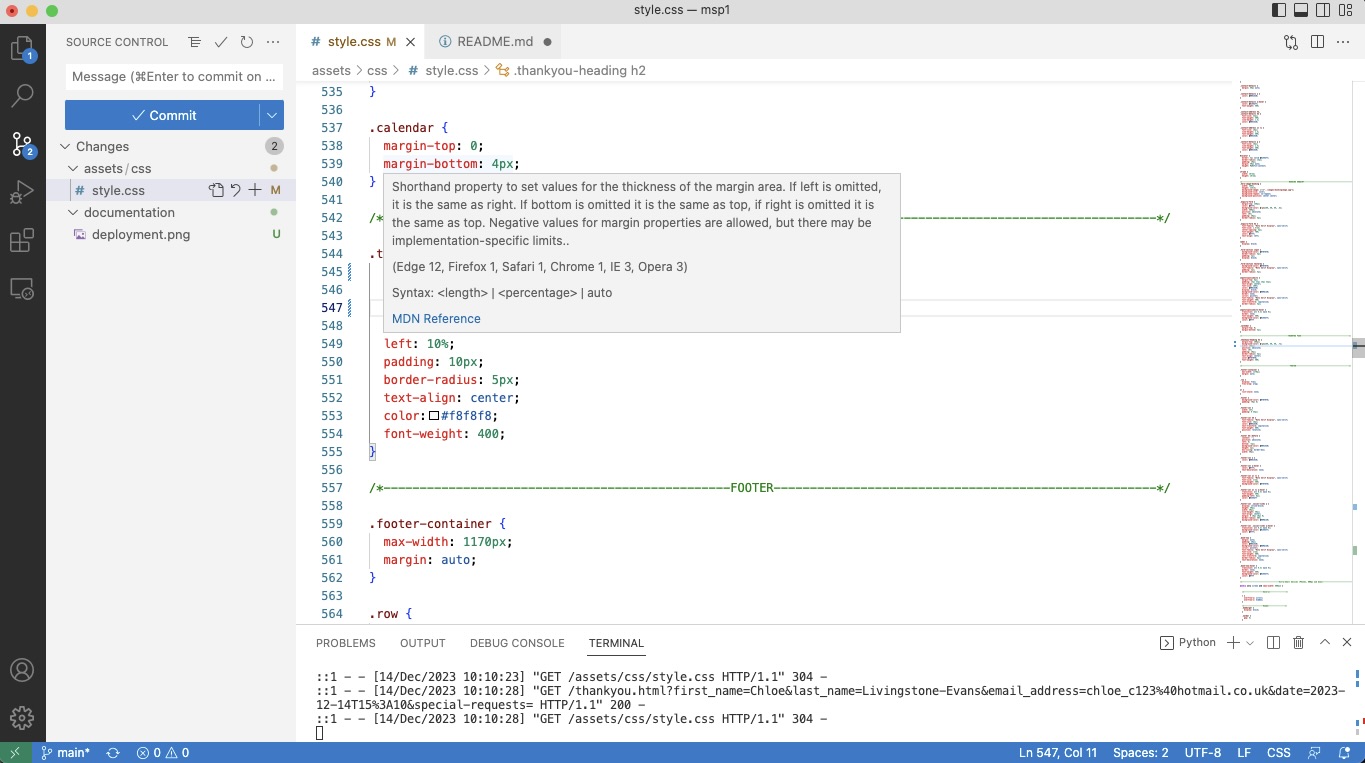 style.css — msp1
SOURCE CONTROL
style.css M
README.md
1
Message (⌘Enter to commit on ...
assets > css > # style.css > .thankyou-heading h2
Commit
Changes 2
assets/css
# style.css M
documentation
deployment.png U
2
535 }
536
537 .calendar {
538 margin-top: 0;
539 margin-bottom: 4px;
540 }
541
542 /* */
543
544 .t
545
546
547
548
549 left: 10%;
550 padding: 10px;
551 border-radius: 5px;
552 text-align: center;
553 color: #f8f8f8;
554 font-weight: 400;
555 }
556
557 /*------------------------------------------------FOOTER-----------------------------------------------------*/
558
559 .footer-container {
560 max-width: 1170px;
561 margin: auto;
562 }
563
564 .row {
Shorthand property to set values for the thickness of the margin area. If left is omitted,
it is the same as right. If bottom is omitted it is the same as top, if right is omitted it is
the same as top. Negative values for margin properties are allowed, but there may be
implementation-specific limits..
(Edge 12, Firefox 1, Safari 1, Chrome 1, IE 3, Opera 3)
Syntax: <length> | <percentage> | auto
MDN Reference
PROBLEMS OUTPUT DEBUG CONSOLE TERMINAL
Python
::1 - - [14/Dec/2023 10:10:23] "GET /assets/css/style.css HTTP/1.1" 304 -
::1 - - [14/Dec/2023 10:10:28] "GET /thankyou.html?first_name=Chloe&last_name=Livingstone-Evans&email_address=chloe_c123%40hotmail.co.uk&date=2023-
12-14T15%3A10&special-requests= HTTP/1.1" 200 -
::1 - - [14/Dec/2023 10:10:28] "GET /assets/css/style.css HTTP/1.1" 304 -
main* 0 0 Ln 547, Col 11 Spaces: 2 UTF-8 LF CSS